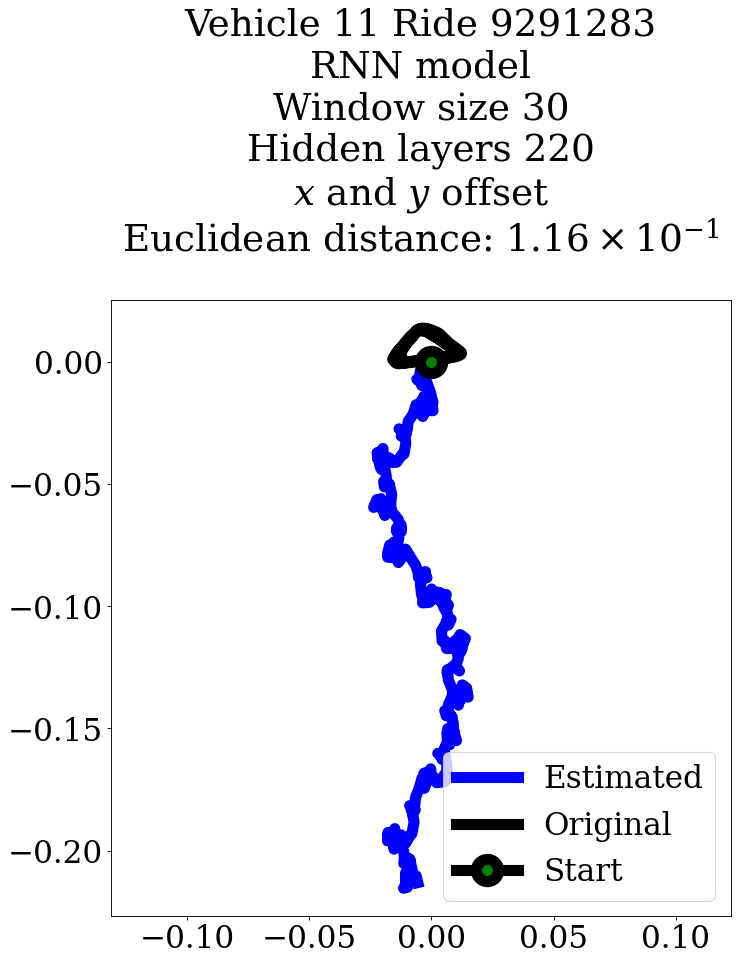 Vehicle 11 Ride 9291283
RNN model
Window size 30
Hidden layers 220
x and y offset
Euclidean distance: 1.16 × 10⁻¹
0.00
−0.05
−0.10
−0.15
−0.20
Estimated
Original
Start
−0.10 −0.05 0.00 0.05 0.10